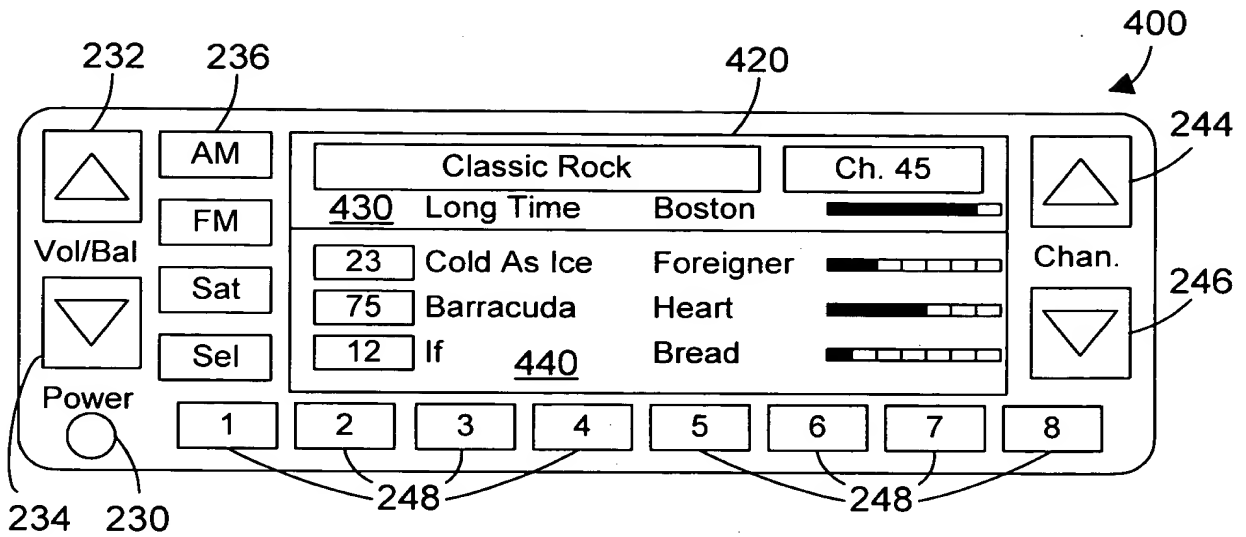 400
232 236 420
244
AM Classic Rock Ch. 45
430 Long Time Boston
FM
Vol/Bal 23 Cold As Ice Foreigner Chan.
246
Sat 75 Barracuda Heart
Sel 12 If 440 Bread
Power
1 2 3 4 5 6 7 8
248 248
234 230